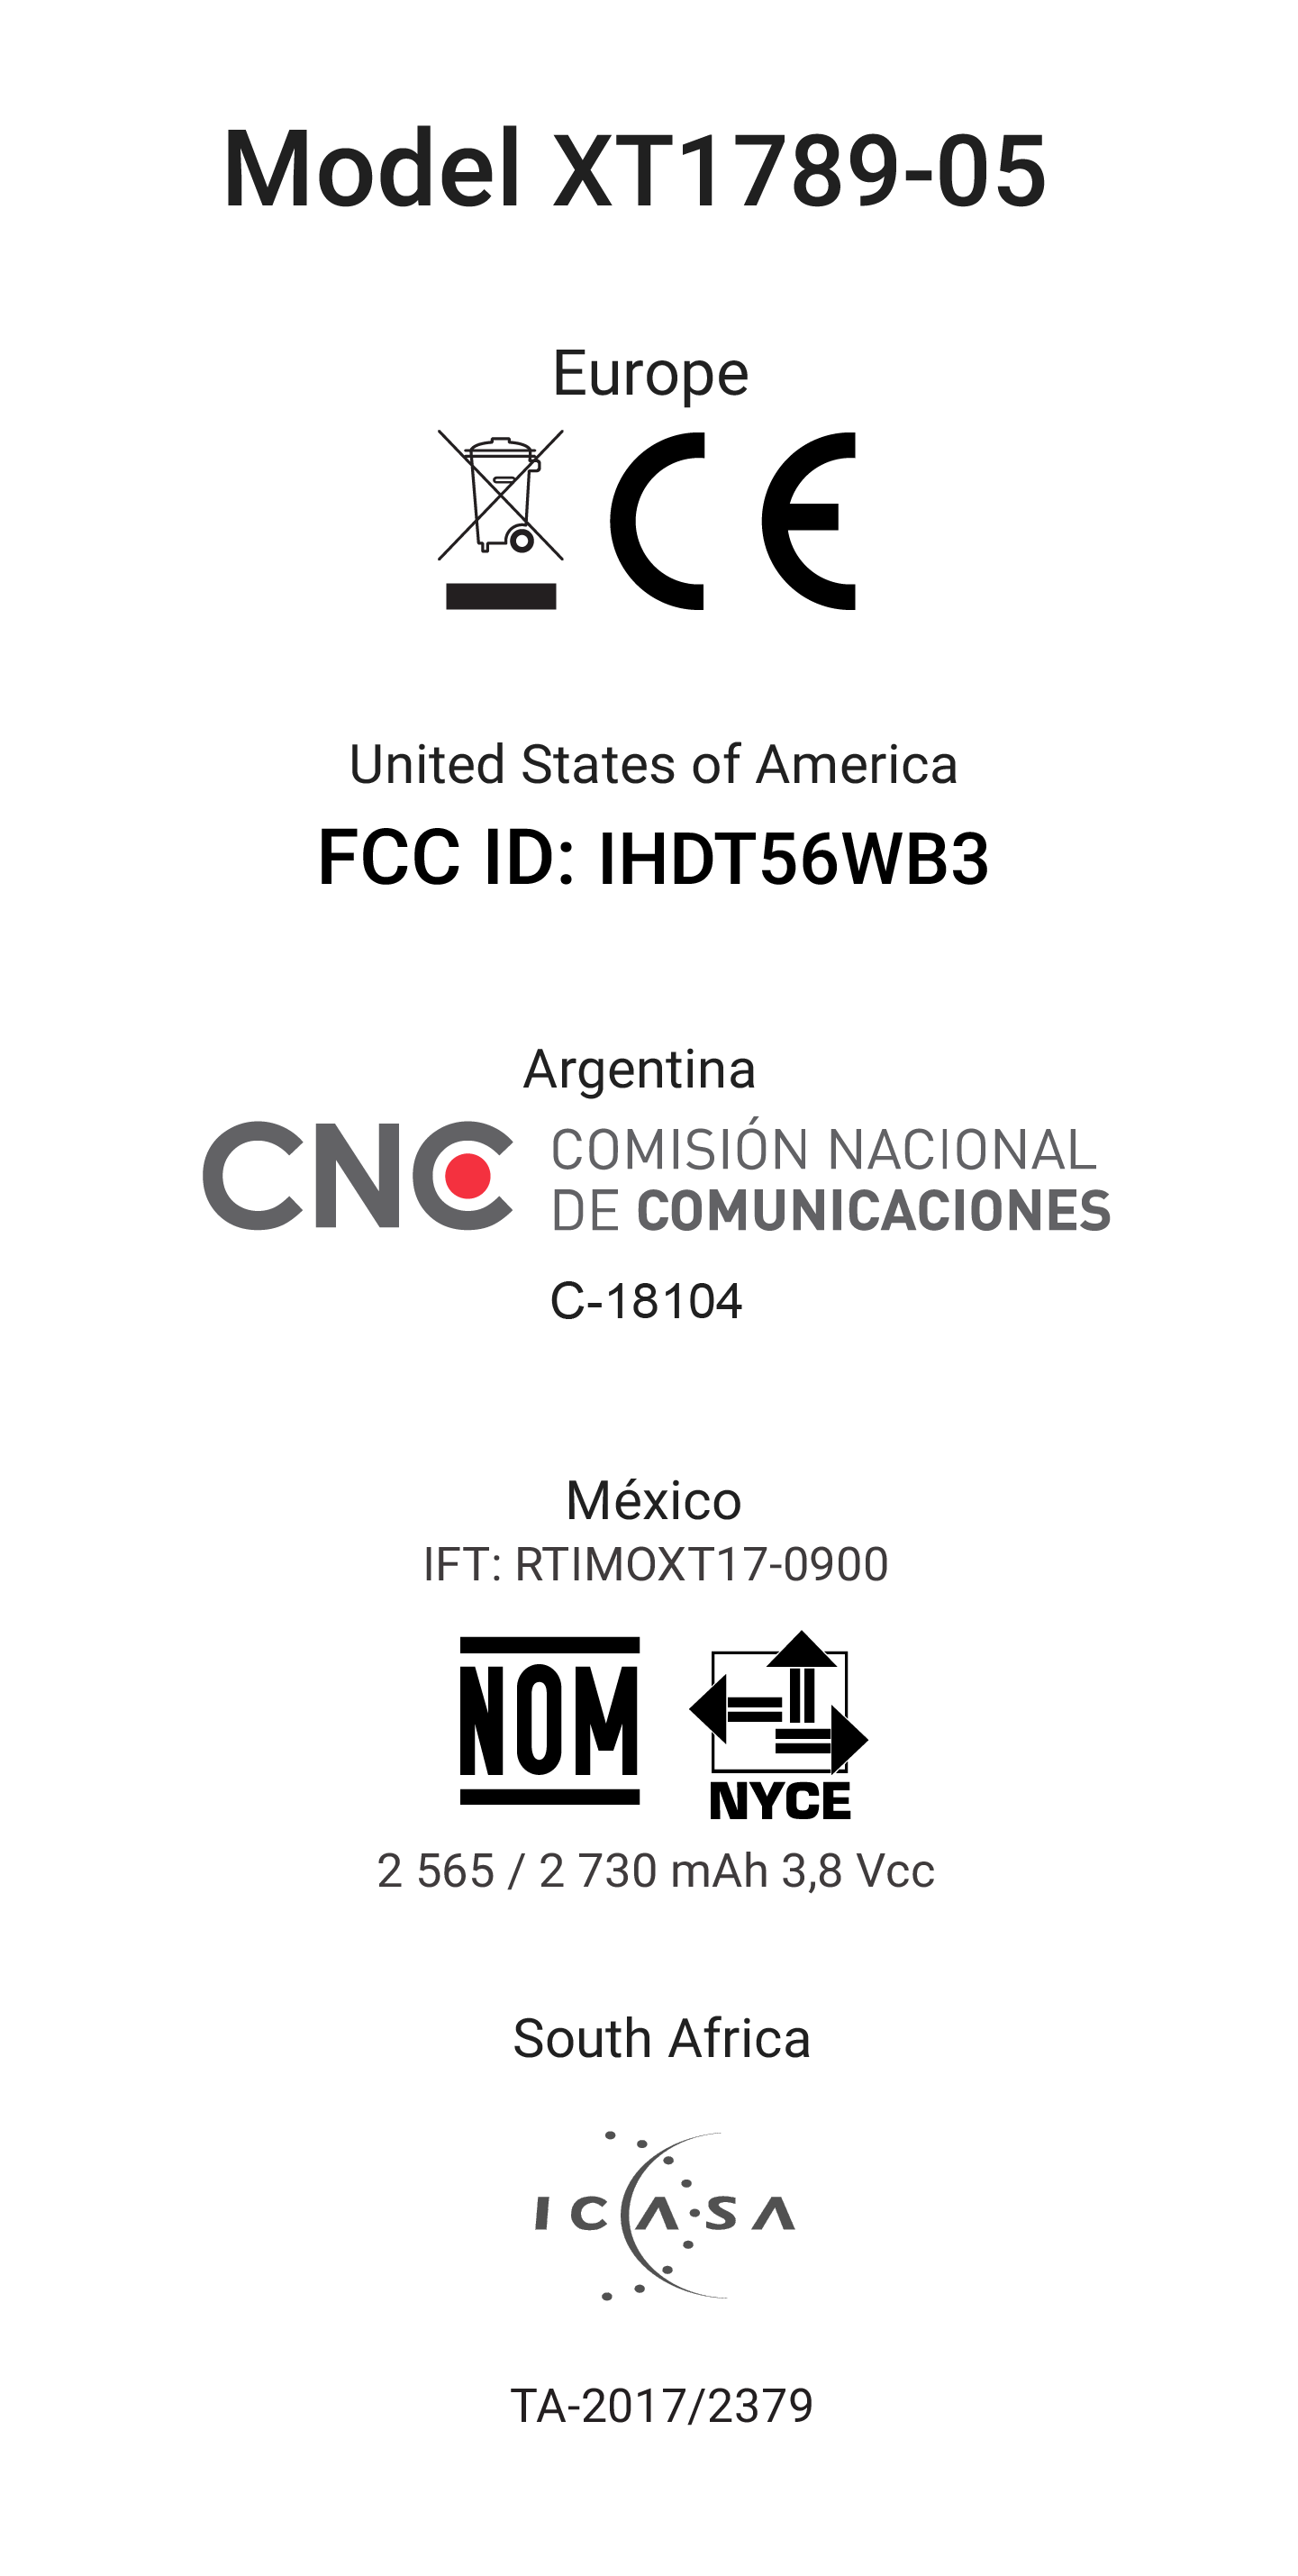 Model XT1789-05
Europe
CE
United States of America
FCC ID: IHDT56WB3
Argentina
CNC COMISIÓN NACIONAL
DE COMUNICACIONES
C-18104
México
IFT: RTIMOXT17-0900
NOM
NYCE
2 565 / 2 730 mAh 3,8 Vcc
South Africa
ICASA
TA-2017/2379